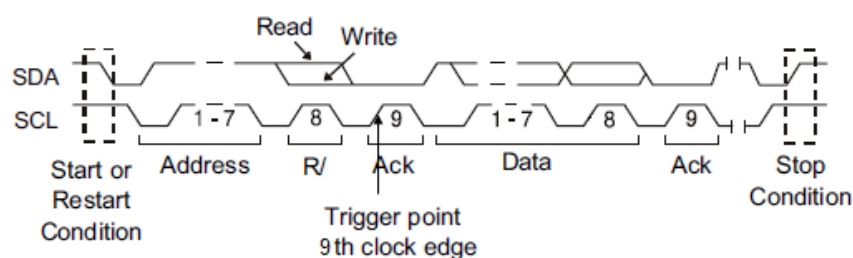 Read
Write
SDA
SCL
1 - 7
8
9
1 - 7
8
9
Address
R/
Ack
Data
Ack
Start or
Restart
Condition
Stop
Condition
Trigger point
9th clock edge